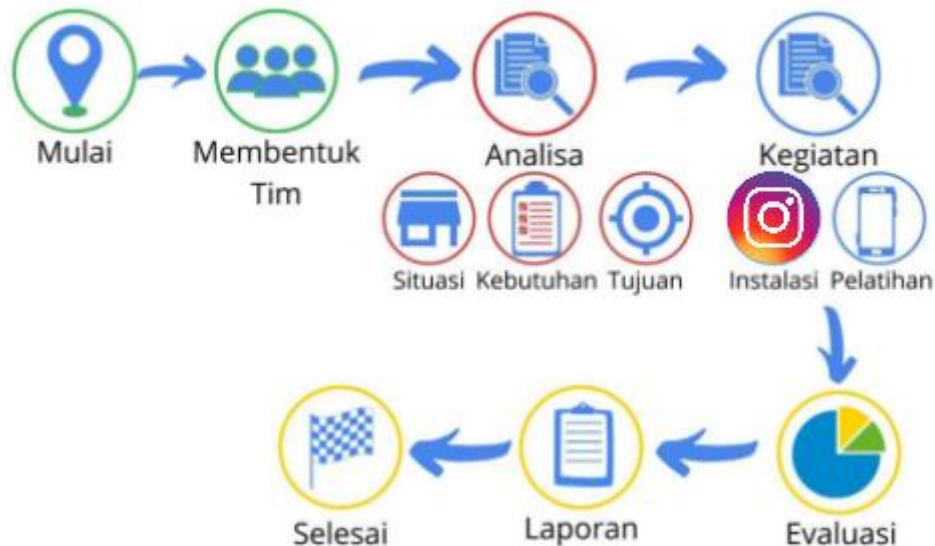 Mulai
Membentuk
Tim
Analisa
Kegiatan
Situasi
Kebutuhan
Tujuan
Instalasi
Pelatihan
Selesai
Laporan
Evaluasi